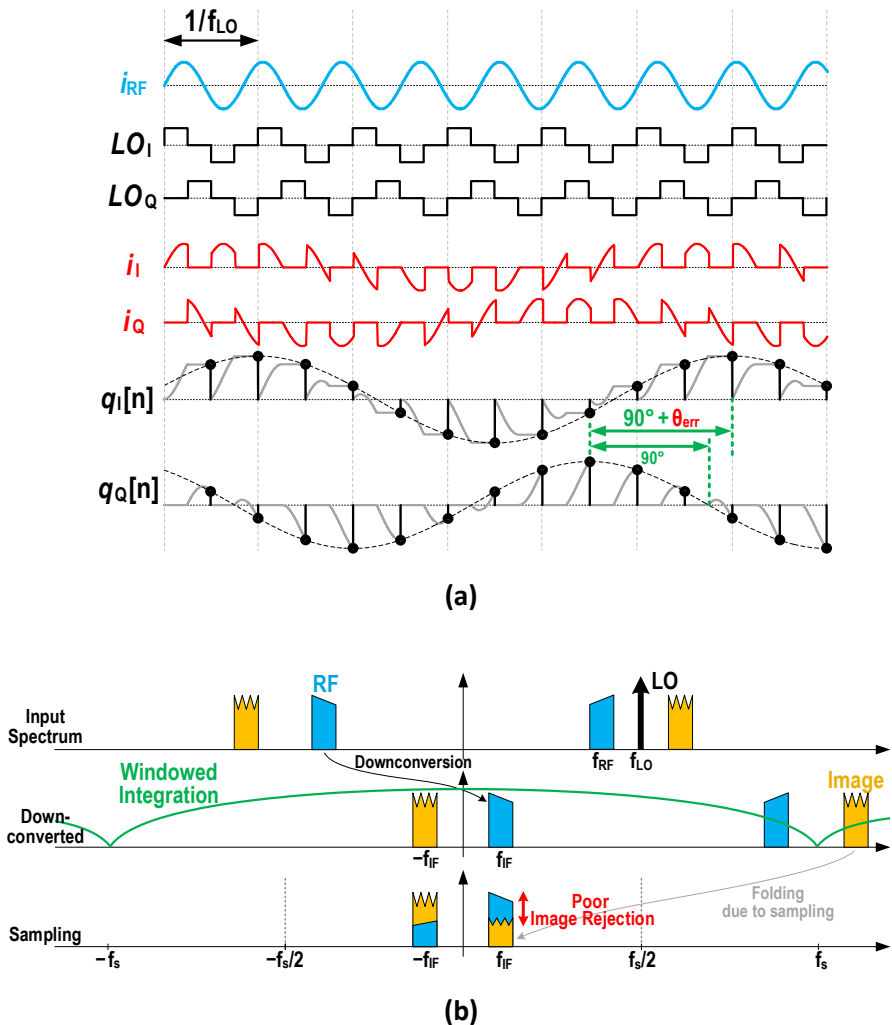 1/fLO
iRF
LOI
LOQ
iI
iQ
qI[n]
90° + θerr
90°
qQ[n]
(a)
RF
LO
Input
Spectrum
Downconversion
fRF
fLO
Windowed
Integration
Image
Down-
converted
−fIF
fIF
Poor
Image Rejection
Folding
due to sampling
Sampling
−fs
−fs/2
−fIF
fIF
fs/2
fs
(b)